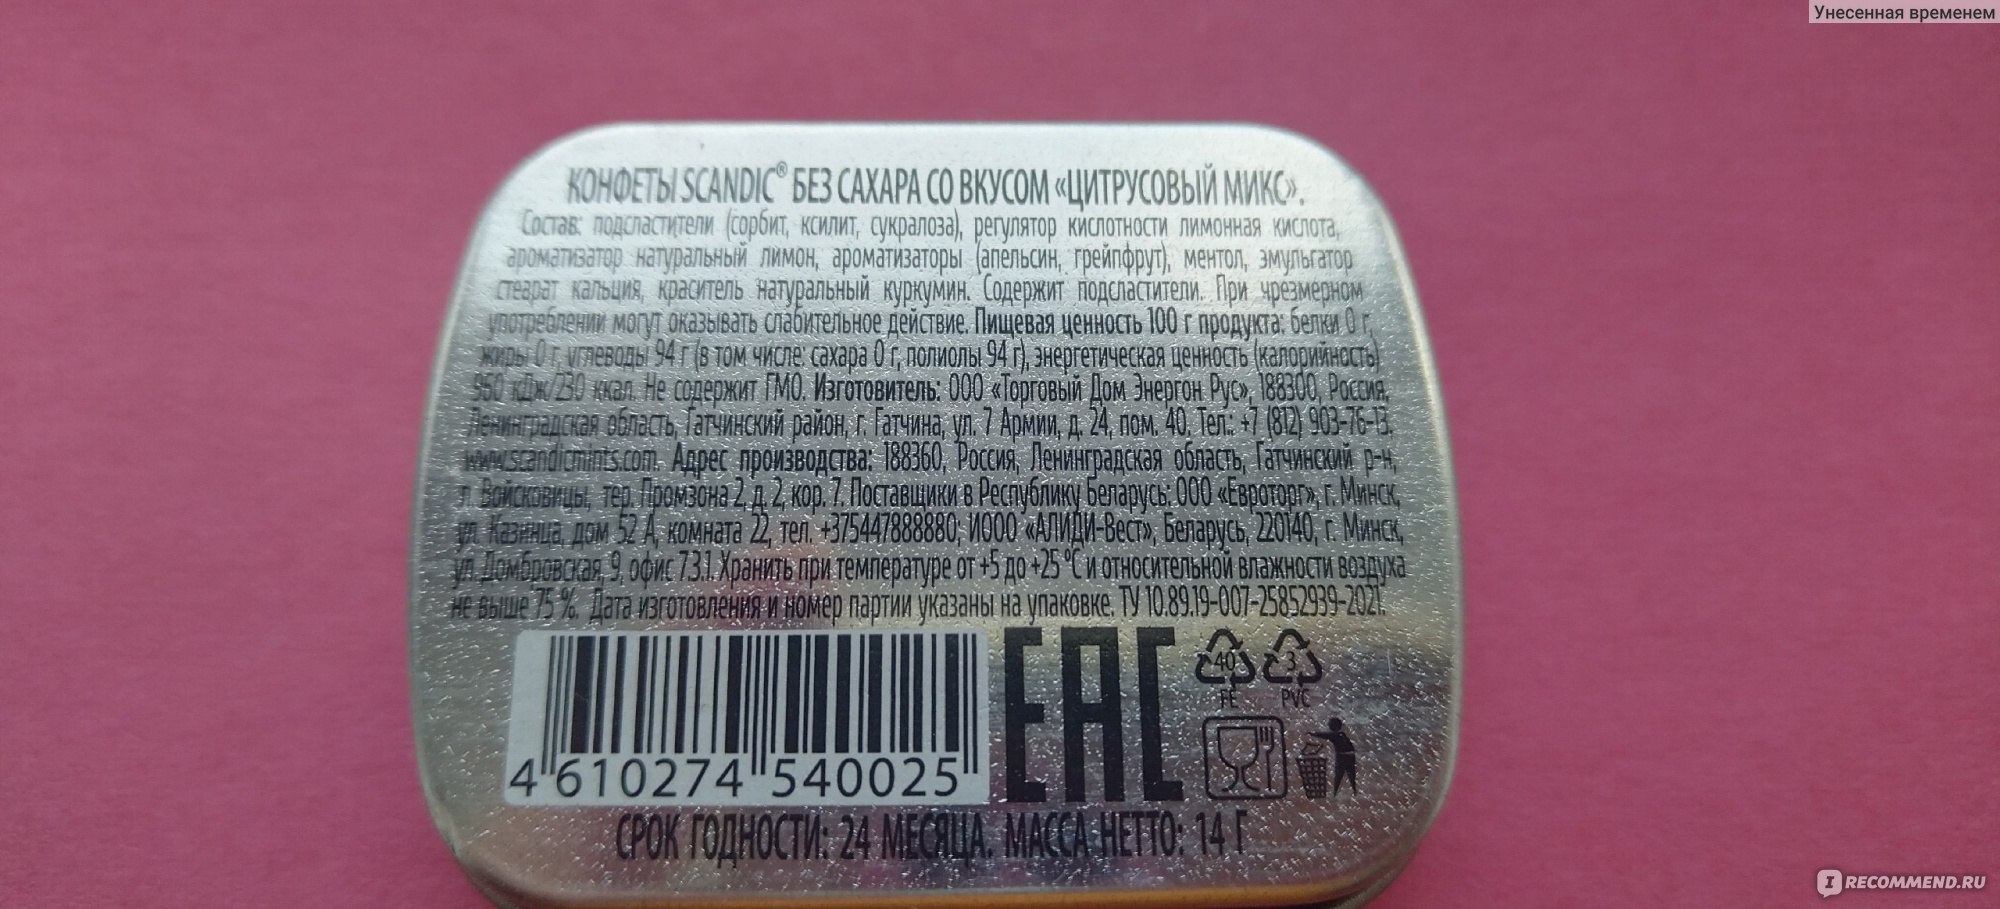 Унесенная временем
КОНФЕТЫ SCANDIC® БЕЗ САХАРА СО ВКУСОМ «ЦИТРУСОВЫЙ МИКС».
Состав: подсластители (сорбит, ксилит, сукралоза), регулятор кислотности лимонная кислота,
ароматизатор натуральный лимон, ароматизаторы (апельсин, грейпфрут), ментол, эмульгатор
стеарат кальция, краситель натуральный куркумин. Содержит подсластители. При чрезмерном
употреблении могут оказывать слабительное действие. Пищевая ценность 100 г продукта: белки 0 г,
жиры 0 г, углеводы 94 г (в том числе: сахара 0 г, полиолы 94 г), энергетическая ценность (калорийность)
960 кДж/230 ккал. Не содержит ГМО. Изготовитель: ООО «Торговый Дом Энергон Рус», 188300, Россия,
Ленинградская область, Гатчинский район, г. Гатчина, ул. 7 Армии, д. 24, пом. 40. Тел.: +7 (812) 903-76-13.
www.scandicmints.com. Адрес производства: 188360, Россия, Ленинградская область, Гатчинский р-н,
п. Войсковицы, тер. Промзона 2, д. 2, кор. 7. Поставщики в Республику Беларусь: ООО «Евроторг», г. Минск,
ул. Казинца, дом 52 А, комната 22, тел. +375447888880; ИООО «АЛИДИ-Вест», Беларусь, 220140, г. Минск,
ул. Домбровская, 9, офис 7.3.1. Хранить при температуре от +5 до +25 °С и относительной влажности воздуха
не выше 75 %. Дата изготовления и номер партии указаны на упаковке. ТУ 10.89.19-007-25852939-2021.
4 610274 540025
ЕАС
40
FE
3
PVC
СРОК ГОДНОСТИ: 24 МЕСЯЦА. МАССА НЕТТО: 14 Г
IRECOMMEND.RU